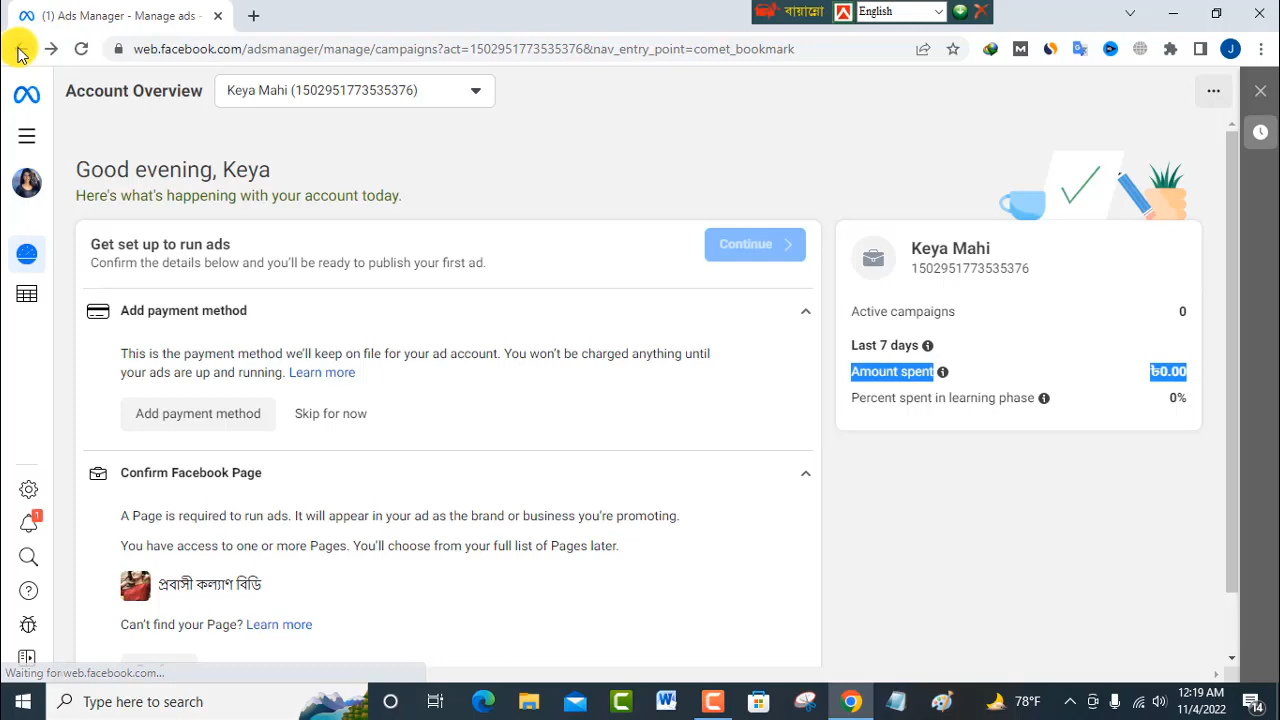 (1) Ads Manager - Manage ads -
বায়ান্নো
English
web.facebook.com/adsmanager/manage/campaigns?act=1502951773535376&nav_entry_point=comet_bookmark
M
J
Account Overview
Keya Mahi (1502951773535376)
Good evening, Keya
Here's what's happening with your account today.
Get set up to run ads
Confirm the details below and you'll be ready to publish your first ad.
Continue
Add payment method
This is the payment method we'll keep on file for your ad account. You won't be charged anything until
your ads are up and running. Learn more
Add payment method
Skip for now
Confirm Facebook Page
A Page is required to run ads. It will appear in your ad as the brand or business you're promoting.
You have access to one or more Pages. You'll choose from your full list of Pages later.
প্রবাসী কল্যাণ বিডি
Can't find your Page? Learn more
Keya Mahi
1502951773535376
Active campaigns 0
Last 7 days
Amount spent ৳0.00
Percent spent in learning phase 0%
1
Waiting for web.facebook.com...
Type here to search
78°F
12:19 AM
11/4/2022
14